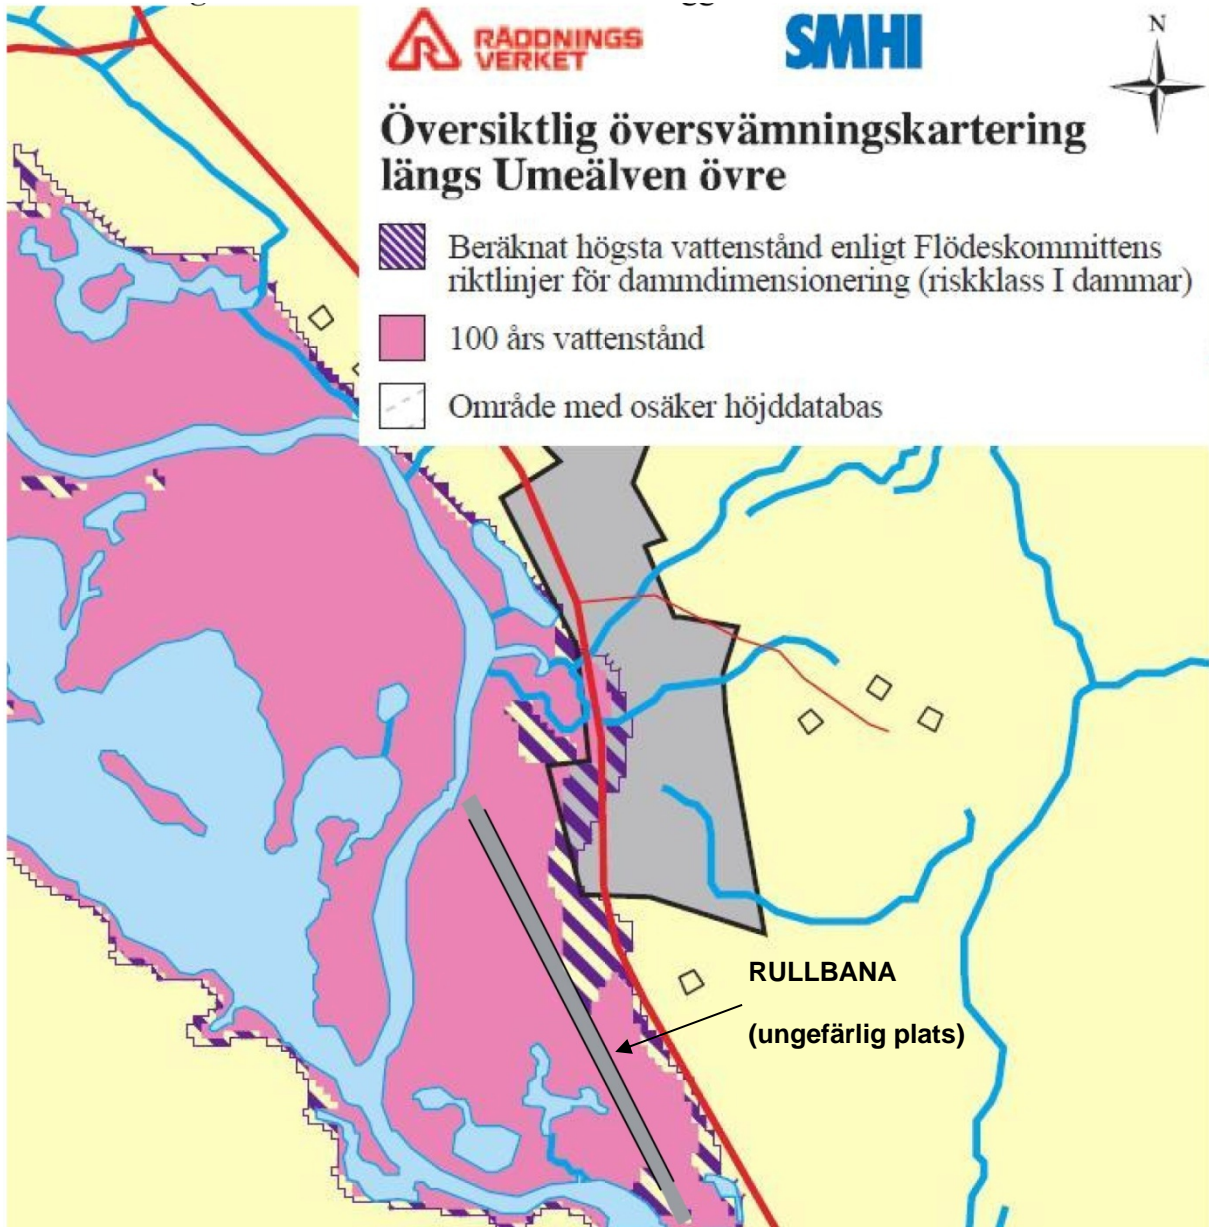 RÄDDNINGS
VERKET
SMHI
N
Översiktlig översvämningskartering
längs Umeälven övre
Beräknat högsta vattenstånd enligt Flödeskommittens
riktlinjer för dammdimensionering (riskklass I dammar)
100 års vattenstånd
Område med osäker höjddatabas
RULLBANA
(ungefärlig plats)